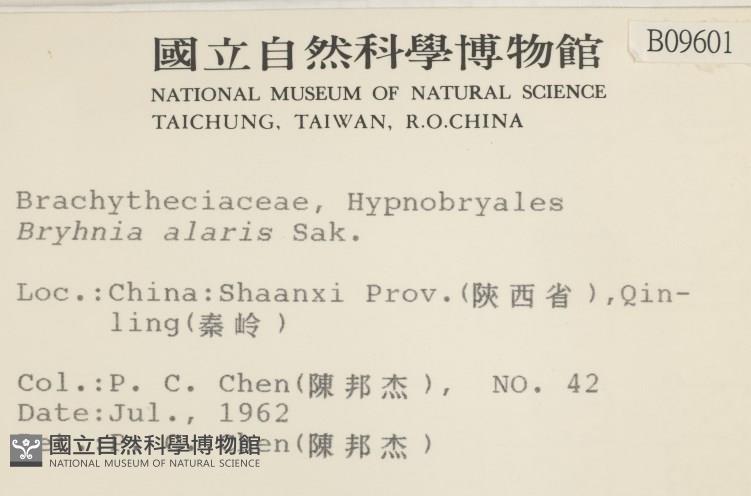 國立自然科學博物館
B09601
NATIONAL MUSEUM OF NATURAL SCIENCE
TAICHUNG, TAIWAN, R.O.CHINA
Brachytheciaceae, Hypnobryales
Bryhnia alaris Sak.
Loc.:China:Shaanxi Prov.(陝西省),Qin-
ling(秦岭)
Col.:P. C. Chen(陳邦杰), NO. 42
Date:Jul., 1962
Chen(陳邦杰)
國立自然科學博物館
NATIONAL MUSEUM OF NATURAL SCIENCE